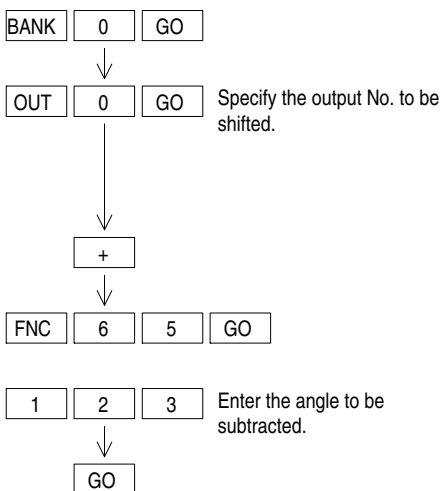 BANK 0 GO
OUT 0 GO Specify the output No. to be
shifted.
+
FNC 6 5 GO
1 2 3 Enter the angle to be
subtracted.
GO